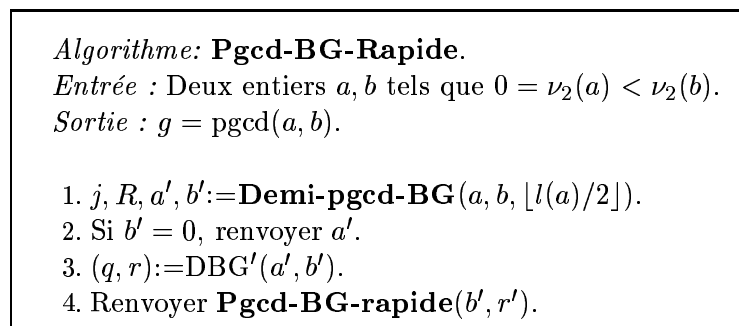 Algorithme: Pgcd-BG-Rapide.
Entrée : Deux entiers a, b tels que 0 = ν₂(a) < ν₂(b).
Sortie : g = pgcd(a, b).
1. j, R, a′, b′:=Demi-pgcd-BG(a, b, ⌊l(a)/2⌋).
2. Si b′ = 0, renvoyer a′.
3. (q, r):=DBG′(a′, b′).
4. Renvoyer Pgcd-BG-rapide(b′, r′).